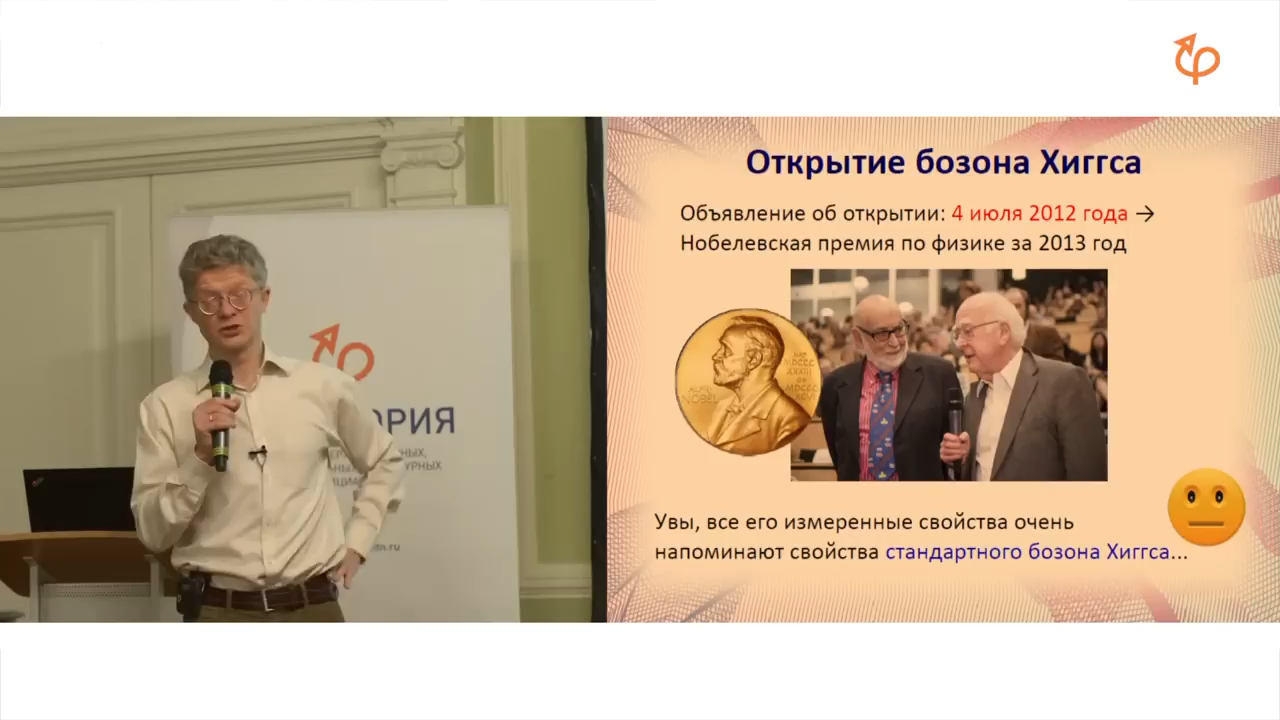 ОРИЯ
Открытие бозона Хиггса
Объявление об открытии: 4 июля 2012 года →
Нобелевская премия по физике за 2013 год
Увы, все его измеренные свойства очень
напоминают свойства стандартного бозона Хиггса...